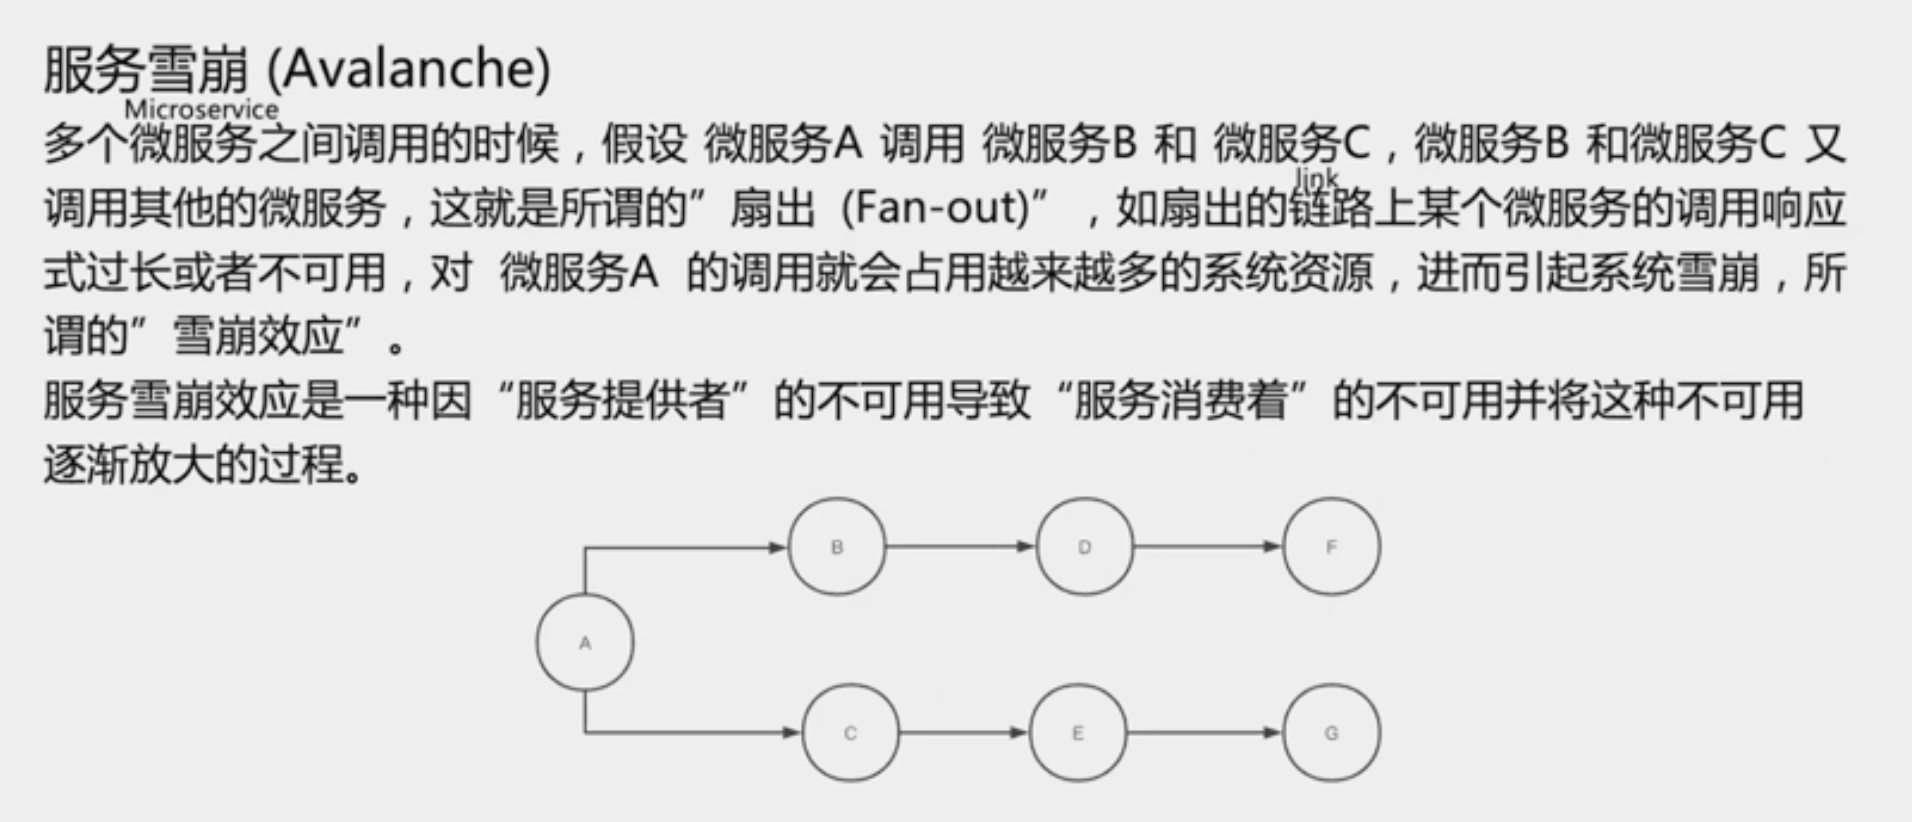 服务雪崩 (Avalanche)
Microservice
多个微服务之间调用的时候，假设 微服务A 调用 微服务B 和 微服务C，微服务B 和微服务C 又
link
调用其他的微服务，这就是所谓的”扇出 (Fan-out)”，如扇出的链路上某个微服务的调用响应
式过长或者不可用，对 微服务A 的调用就会占用越来越多的系统资源，进而引起系统雪崩，所
谓的”雪崩效应”。
服务雪崩效应是一种因“服务提供者”的不可用导致“服务消费着”的不可用并将这种不可用
逐渐放大的过程。
B
D
F
A
C
E
G